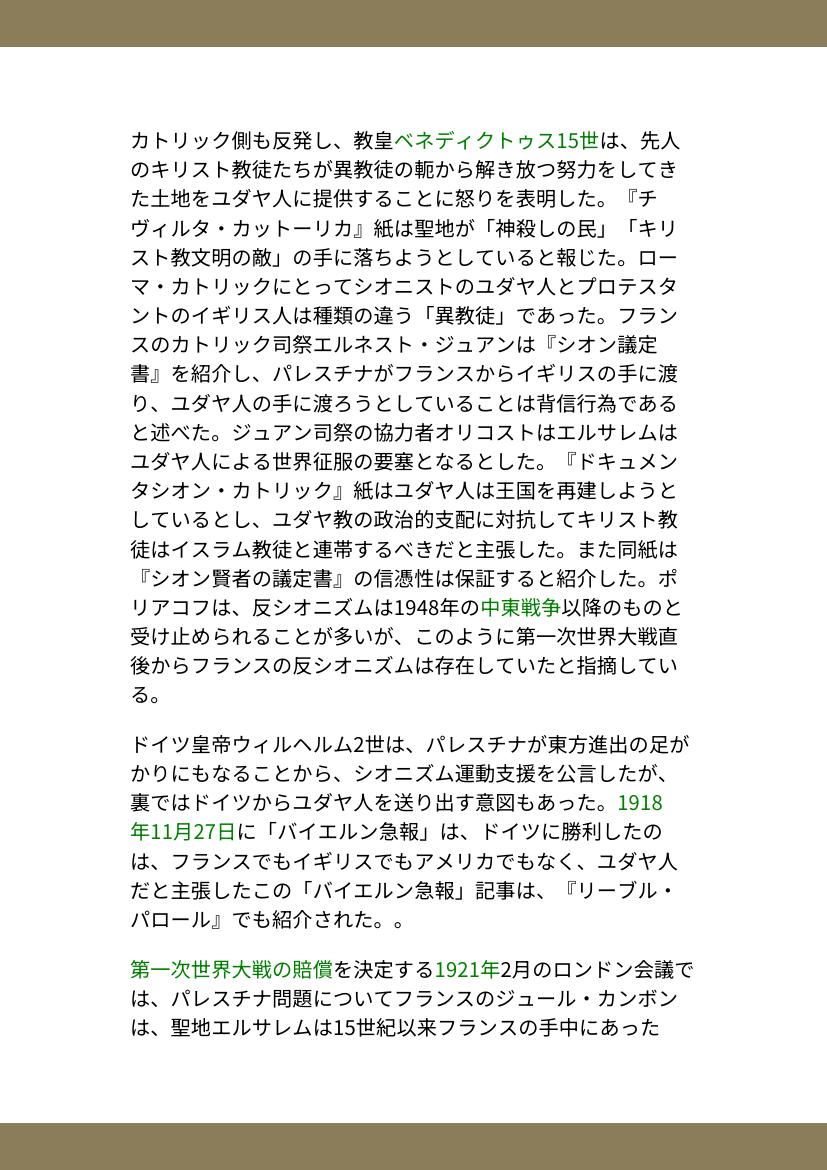 カトリック側も反発し、教皇ベネディクトゥス15世は、先人
のキリスト教徒たちが異教徒の軛から解き放つ努力をしてき
た土地をユダヤ人に提供することに怒りを表明した。『チ
ヴィルタ・カットーリカ』紙は聖地が「神殺しの民」「キリ
スト教文明の敵」の手に落ちようとしていると報じた。ロー
マ・カトリックにとってシオニストのユダヤ人とプロテスタ
ントのイギリス人は種類の違う「異教徒」であった。フラン
スのカトリック司祭エルネスト・ジュアンは『シオン議定
書』を紹介し、パレスチナがフランスからイギリスの手に渡
り、ユダヤ人の手に渡ろうとしていることは背信行為である
と述べた。ジュアン司祭の協力者オリコストはエルサレムは
ユダヤ人による世界征服の要塞となるとした。『ドキュメン
タシオン・カトリック』紙はユダヤ人は王国を再建しようと
しているとし、ユダヤ教の政治的支配に対抗してキリスト教
徒はイスラム教徒と連帯するべきだと主張した。また同紙は
『シオン賢者の議定書』の信憑性は保証すると紹介した。ポ
リアコフは、反シオニズムは1948年の中東戦争以降のものと
受け止められることが多いが、このように第一次世界大戦直
後からフランスの反シオニズムは存在していたと指摘してい
る。
ドイツ皇帝ウィルヘルム2世は、パレスチナが東方進出の足が
かりにもなることから、シオニズム運動支援を公言したが、
裏ではドイツからユダヤ人を送り出す意図もあった。1918
年11月27日に「バイエルン急報」は、ドイツに勝利したの
は、フランスでもイギリスでもアメリカでもなく、ユダヤ人
だと主張したこの「バイエルン急報」記事は、『リーブル・
パロール』でも紹介された。。
第一次世界大戦の賠償を決定する1921年2月のロンドン会議で
は、パレスチナ問題についてフランスのジュール・カンボン
は、聖地エルサレムは15世紀以来フランスの手中にあった